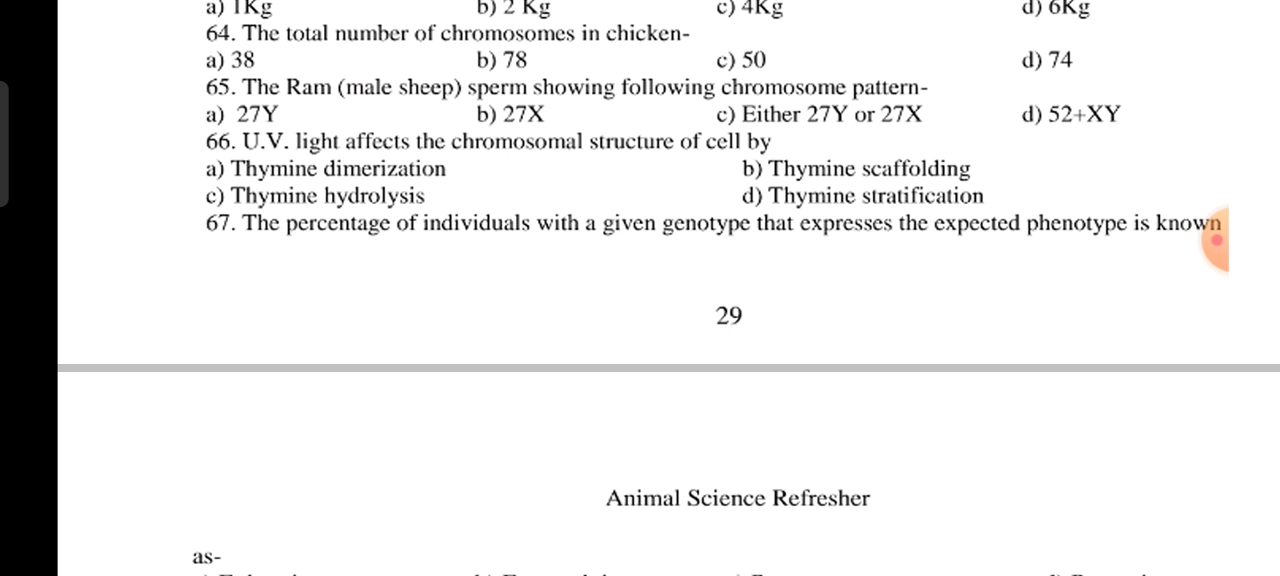 a) 1Kg b) 2 Kg c) 4Kg d) 6Kg
64. The total number of chromosomes in chicken-
a) 38 b) 78 c) 50 d) 74
65. The Ram (male sheep) sperm showing following chromosome pattern-
a) 27Y b) 27X c) Either 27Y or 27X d) 52+XY
66. U.V. light affects the chromosomal structure of cell by
a) Thymine dimerization b) Thymine scaffolding
c) Thymine hydrolysis d) Thymine stratification
67. The percentage of individuals with a given genotype that expresses the expected phenotype is known
29
Animal Science Refresher
as-